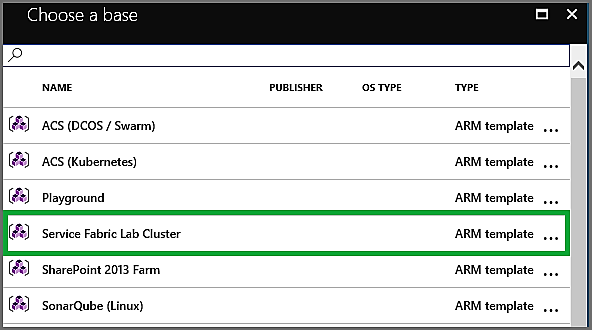 Choose a base
NAME PUBLISHER OS TYPE TYPE
ACS (DCOS / Swarm) ARM template ...
ACS (Kubernetes) ARM template ...
Playground ARM template ...
Service Fabric Lab Cluster ARM template ...
SharePoint 2013 Farm ARM template ...
SonarQube (Linux) ARM template ...